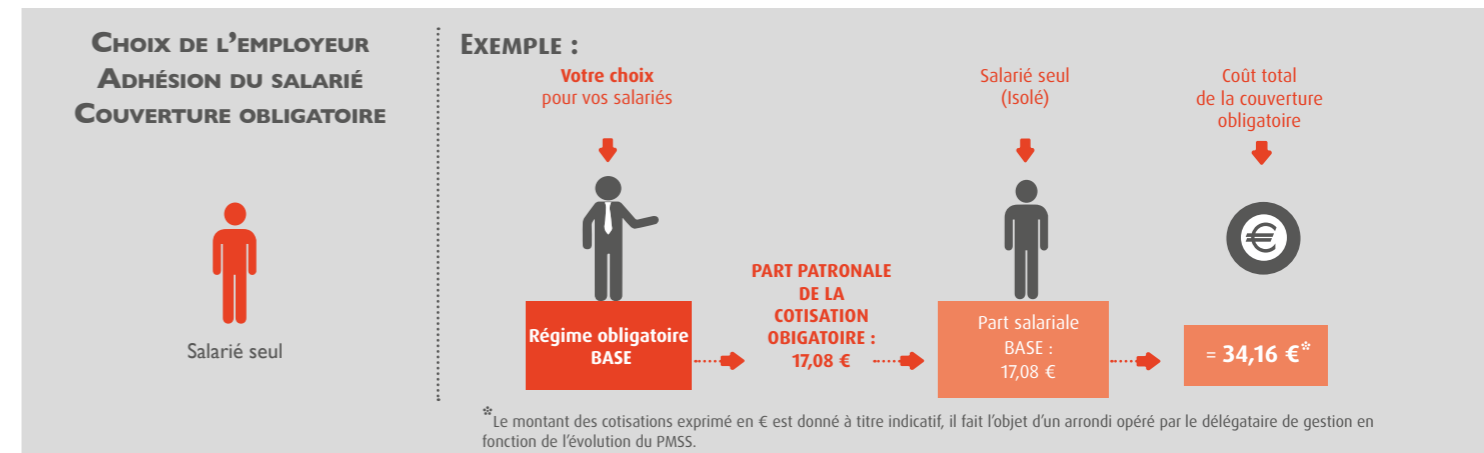 CHOIX DE L'EMPLOYEUR
ADHÉSION DU SALARIÉ
COUVERTURE OBLIGATOIRE
Salarié seul
EXEMPLE :
Votre choix
pour vos salariés
Salarié seul
(Isolé)
Coût total
de la couverture
obligatoire
€
Régime obligatoire
BASE
PART PATRONALE
DE LA
COTISATION
OBIGATOIRE :
17,08 €
Part salariale
BASE :
17,08 €
= 34,16 €*
*Le montant des cotisations exprimé en € est donné à titre indicatif, il fait l'objet d'un arrondi opéré par le délégataire de gestion en
fonction de l'évolution du PMSS.